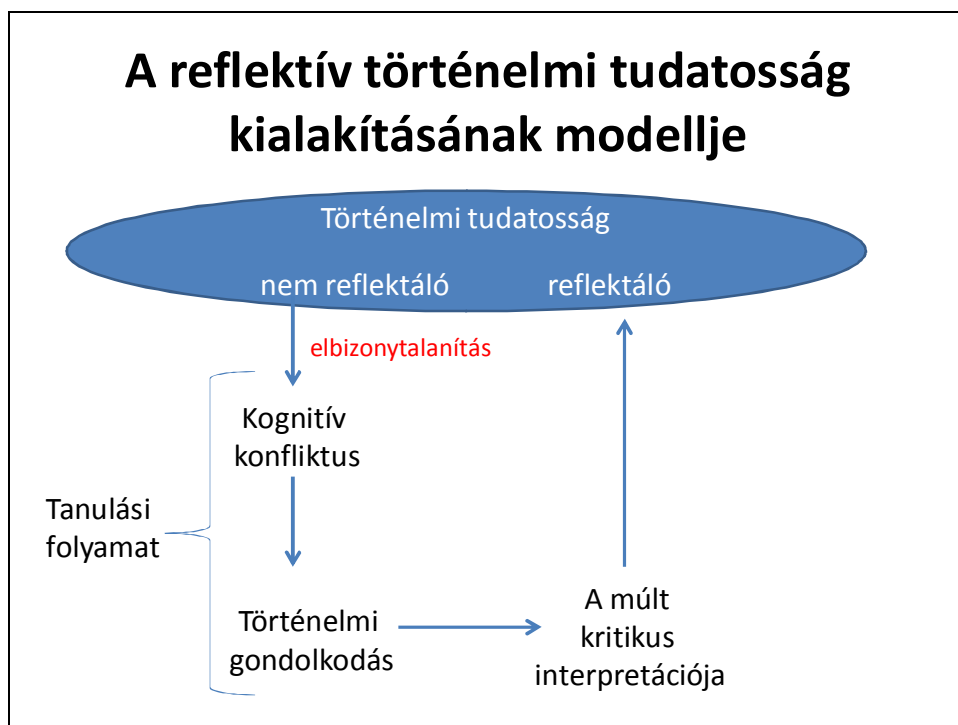 A reflektív történelmi tudatosság
kialakításának modellje
Történelmi tudatosság
nem reflektáló
reflektáló
elbizonytalanítás
Kognitív
konfliktus
Tanulási
folyamat
Történelmi
gondolkodás
A múlt
kritikus
interpretációja